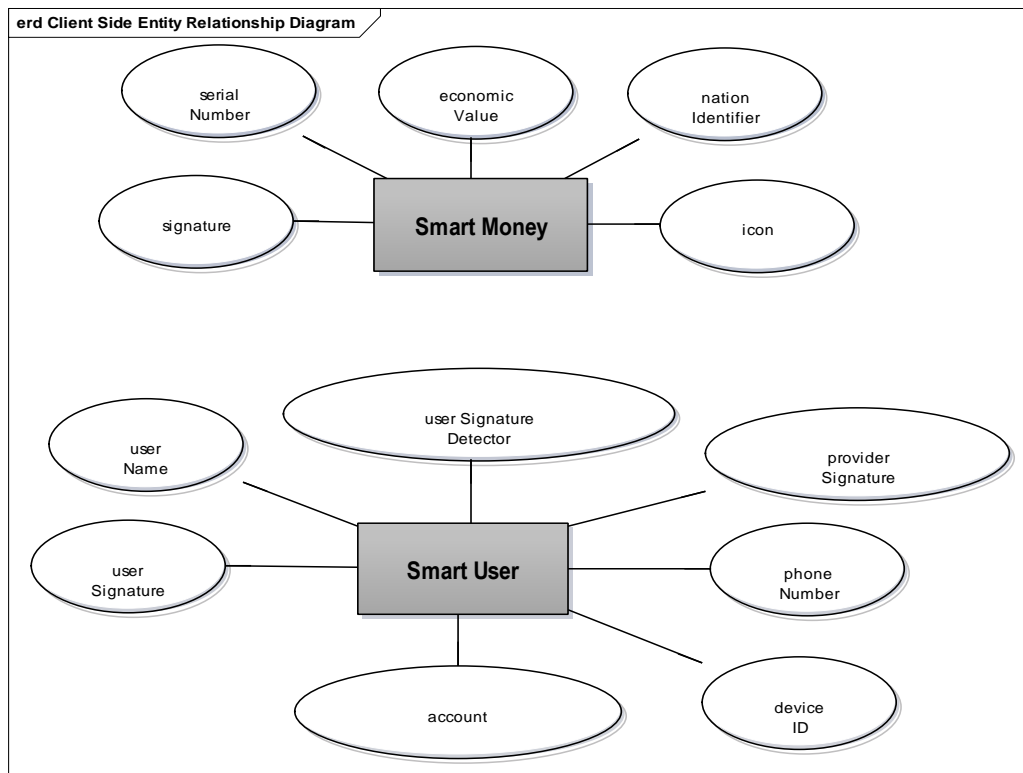 erd Client Side Entity Relationship Diagram
serial
Number
economic
Value
nation
Identifier
signature
Smart Money
icon
user Signature
Detector
user
Name
provider
Signature
user
Signature
Smart User
phone
Number
account
device
ID